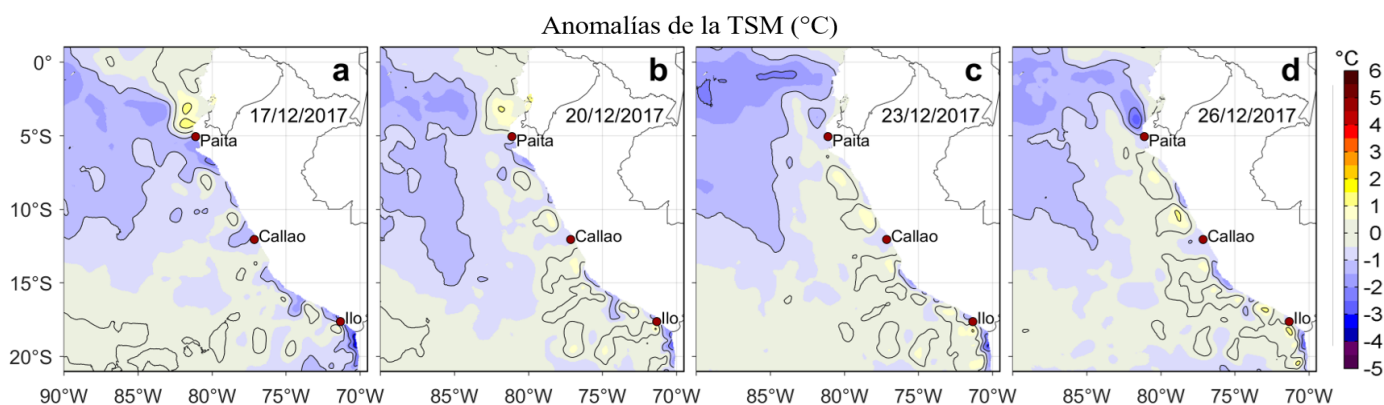 Anomalías de la TSM (°C)
a
17/12/2017
Paita
Callao
Ilo
b
20/12/2017
Paita
Callao
Ilo
c
23/12/2017
Paita
Callao
Ilo
d
26/12/2017
Paita
Callao
Ilo
0°
5°S
10°S
15°S
20°S
90°W 85°W 80°W 75°W 70°W
85°W 80°W 75°W 70°W
85°W 80°W 75°W 70°W
85°W 80°W 75°W 70°W
°C
6
5
4
3
2
1
0
-1
-2
-3
-4
-5